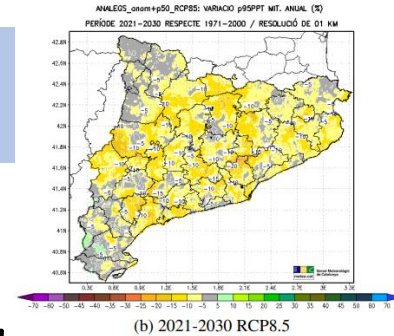 ANALEGS_anom+p50_RCP85: VARIACIO p95PPT MIT. ANUAL (%)
PERÍODE 2021-2030 RESPECTE 1971-2000 / RESOLUCIÓ DE 01 KM
42.8N
42.6N
42.4N
42.2N
42N
41.8N
41.6N
41.4N
41.2N
41N
40.8N
40.6N
0.3E 0.6E 0.9E 1.2E 1.5E 1.8E 2.1E 2.4E 2.7E 3E 3.2E
Servei Meteorològic de Catalunya
-70 -60 -50 -45 -40 -35 -30 -25 -20 -15 -10 -5 5 10 15 20 25 30 35 40 45 50 60 70
(b) 2021-2030 RCP8.5